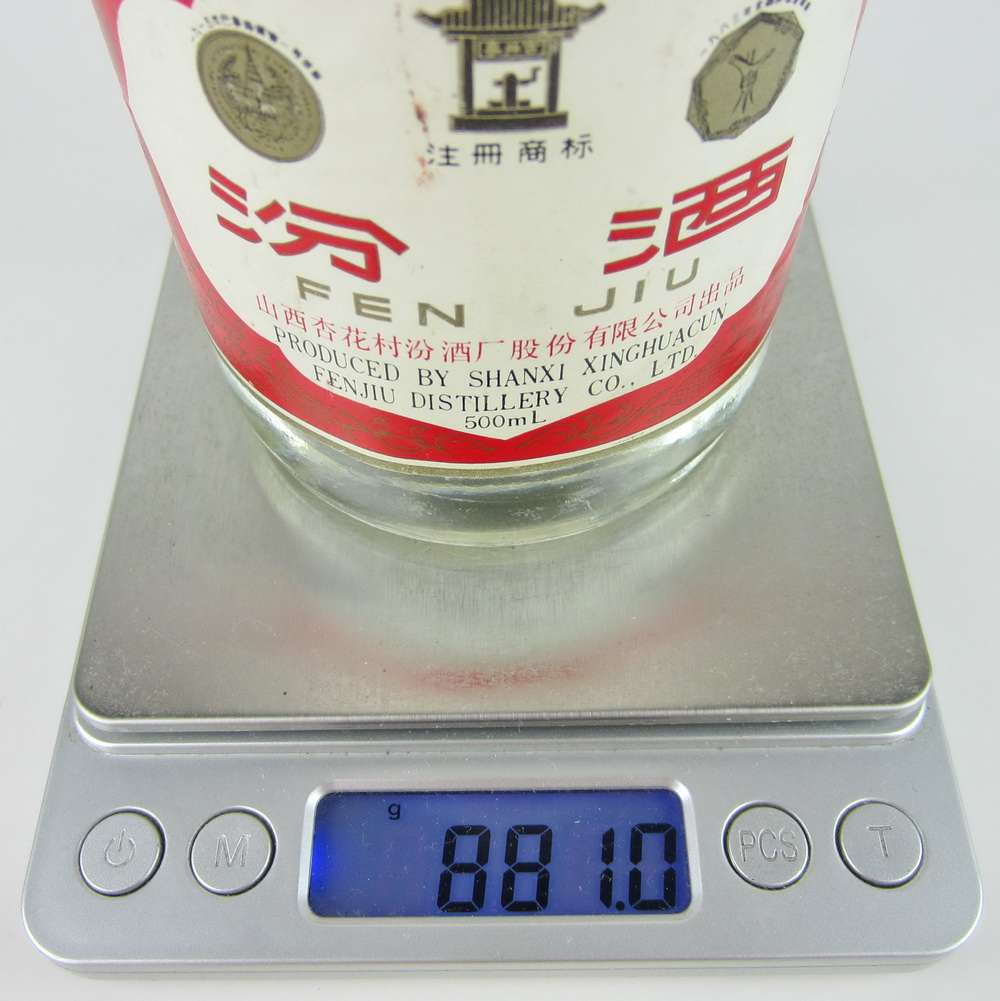 注册商标
汾酒
FEN JIU
山西杏花村汾酒厂股份有限公司出品
PRODUCED BY SHANXI XINGHUACUN
FENJIU DISTILLERY CO., LTD.
500mL
g
881.0
M
PCS
T